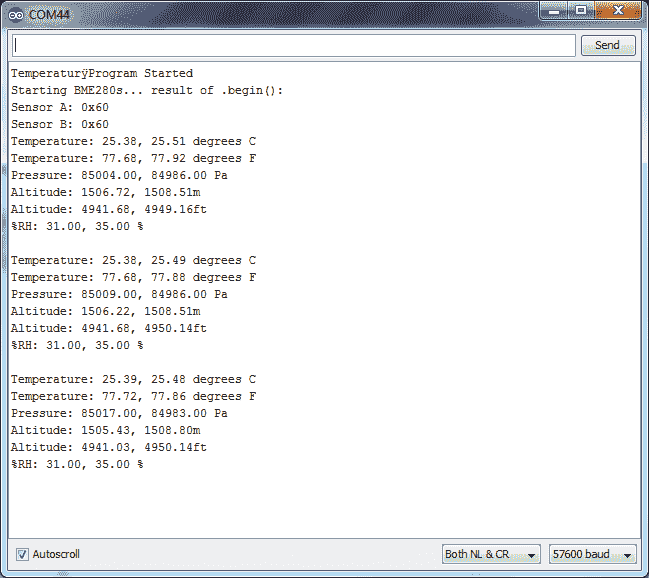 COM44
Send
TemperaturÿProgram Started
Starting BME280s... result of .begin():
Sensor A: 0x60
Sensor B: 0x60
Temperature: 25.38, 25.51 degrees C
Temperature: 77.68, 77.92 degrees F
Pressure: 85004.00, 84986.00 Pa
Altitude: 1506.72, 1508.51m
Altitude: 4941.68, 4949.16ft
%RH: 31.00, 35.00 %
Temperature: 25.38, 25.49 degrees C
Temperature: 77.68, 77.88 degrees F
Pressure: 85009.00, 84986.00 Pa
Altitude: 1506.22, 1508.51m
Altitude: 4941.68, 4950.14ft
%RH: 31.00, 35.00 %
Temperature: 25.39, 25.48 degrees C
Temperature: 77.72, 77.86 degrees F
Pressure: 85017.00, 84983.00 Pa
Altitude: 1505.43, 1508.80m
Altitude: 4941.03, 4950.14ft
%RH: 31.00, 35.00 %
Autoscroll Both NL & CR 57600 baud